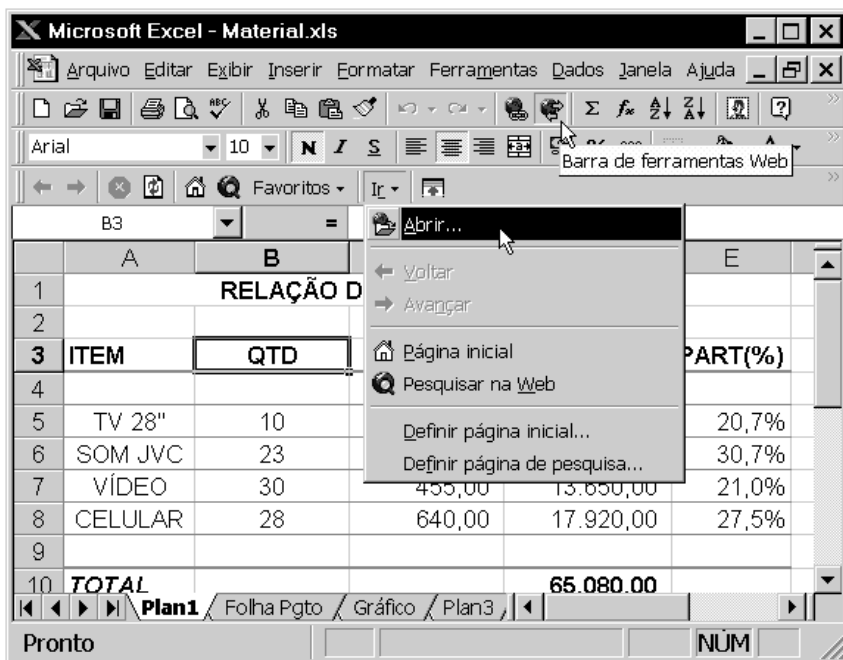 Microsoft Excel - Material.xls
Arquivo Editar Exibir Inserir Formatar Ferramentas Dados Janela Ajuda
Arial 10 N I S
Barra de ferramentas Web
Favoritos Ir
B3 =
Abrir...
Voltar
Avançar
Página inicial
Pesquisar na Web
Definir página inicial...
Definir página de pesquisa...
A B E
1 RELAÇÃO D
2
3 ITEM QTD PART(%)
4
5 TV 28" 10 20,7%
6 SOM JVC 23 30,7%
7 VÍDEO 30 455,00 13.650,00 21,0%
8 CELULAR 28 640,00 17.920,00 27,5%
9
10 TOTAL 65.080,00
Plan1 Folha Pgto Gráfico Plan3
Pronto NÚM